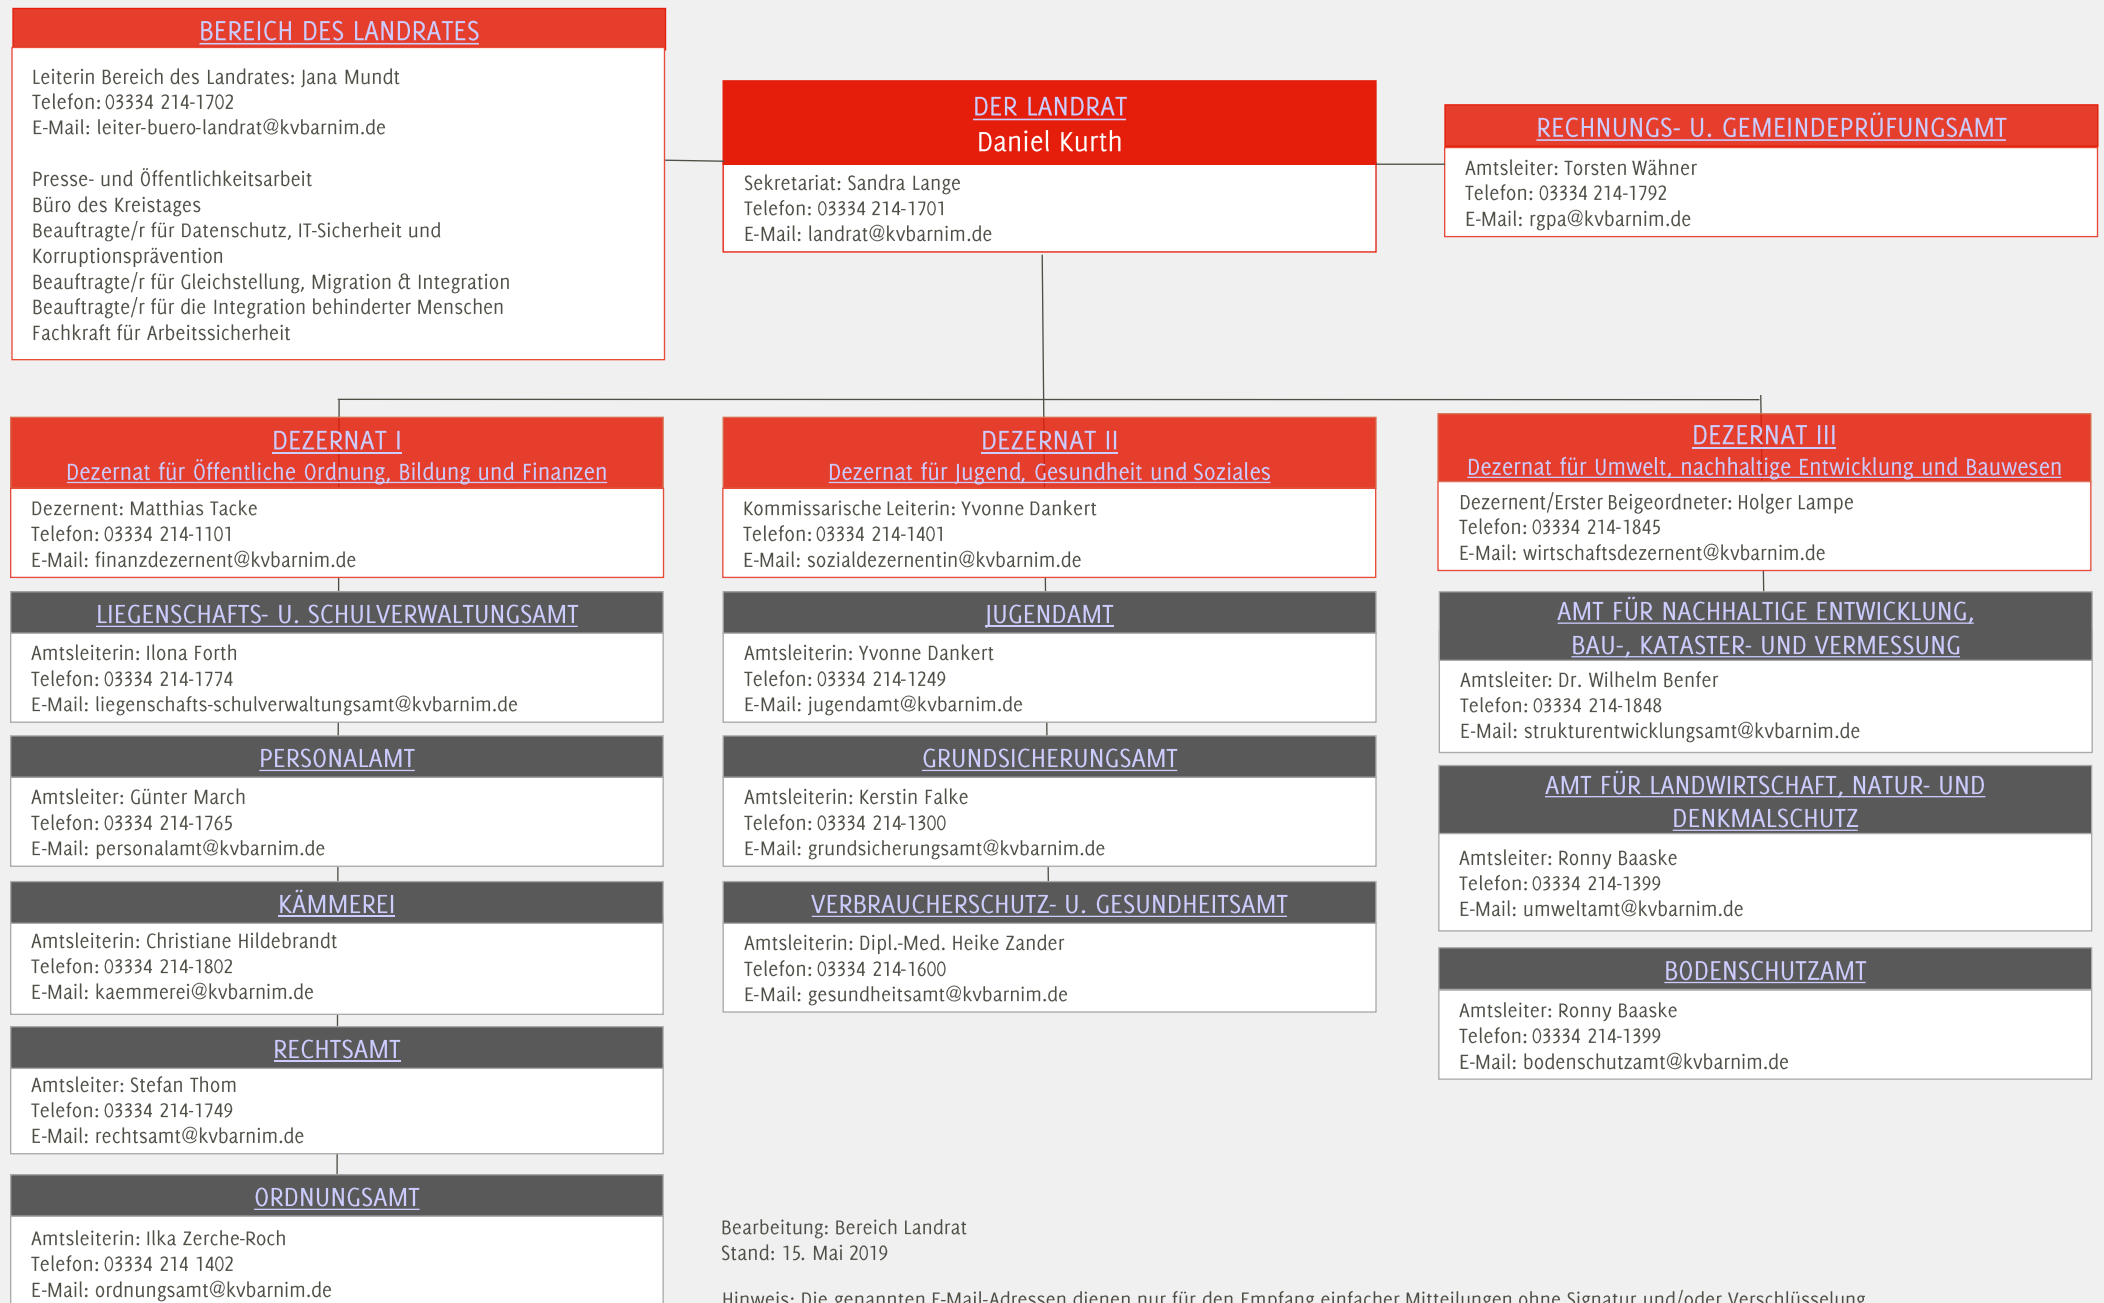 BEREICH DES LANDRATES
Leiterin Bereich des Landrates: Jana Mundt
Telefon: 03334 214-1702
E-Mail: leiter-buero-landrat@kvbarnim.de
Presse- und Öffentlichkeitsarbeit
Büro des Kreistages
Beauftragte/r für Datenschutz, IT-Sicherheit und
Korruptionsprävention
Beauftragte/r für Gleichstellung, Migration & Integration
Beauftragte/r für die Integration behinderter Menschen
Fachkraft für Arbeitssicherheit
DER LANDRAT
Daniel Kurth
Sekretariat: Sandra Lange
Telefon: 03334 214-1701
E-Mail: landrat@kvbarnim.de
RECHNUNGS- U. GEMEINDEPRÜFUNGSAMT
Amtsleiter: Torsten Wähner
Telefon: 03334 214-1792
E-Mail: rgpa@kvbarnim.de
DEZERNAT I
Dezernat für Öffentliche Ordnung, Bildung und Finanzen
Dezernent: Matthias Tacke
Telefon: 03334 214-1101
E-Mail: finanzdezernent@kvbarnim.de
LIEGENSCHAFTS- U. SCHULVERWALTUNGSAMT
Amtsleiterin: Ilona Forth
Telefon: 03334 214-1774
E-Mail: liegenschafts-schulverwaltungsamt@kvbarnim.de
PERSONALAMT
Amtsleiter: Günter March
Telefon: 03334 214-1765
E-Mail: personalamt@kvbarnim.de
KÄMMEREI
Amtsleiterin: Christiane Hildebrandt
Telefon: 03334 214-1802
E-Mail: kaemmerei@kvbarnim.de
RECHTSAMT
Amtsleiter: Stefan Thom
Telefon: 03334 214-1749
E-Mail: rechtsamt@kvbarnim.de
ORDNUNGSAMT
Amtsleiterin: Ilka Zerche-Roch
Telefon: 03334 214 1402
E-Mail: ordnungsamt@kvbarnim.de
DEZERNAT II
Dezernat für Jugend, Gesundheit und Soziales
Kommissarische Leiterin: Yvonne Dankert
Telefon: 03334 214-1401
E-Mail: sozialdezernentin@kvbarnim.de
JUGENDAMT
Amtsleiterin: Yvonne Dankert
Telefon: 03334 214-1249
E-Mail: jugendamt@kvbarnim.de
GRUNDSICHERUNGSAMT
Amtsleiterin: Kerstin Falke
Telefon: 03334 214-1300
E-Mail: grundsicherungsamt@kvbarnim.de
VERBRAUCHERSCHUTZ- U. GESUNDHEITSAMT
Amtsleiterin: Dipl.-Med. Heike Zander
Telefon: 03334 214-1600
E-Mail: gesundheitsamt@kvbarnim.de
DEZERNAT III
Dezernat für Umwelt, nachhaltige Entwicklung und Bauwesen
Dezernent/Erster Beigeordneter: Holger Lampe
Telefon: 03334 214-1845
E-Mail: wirtschaftsdezernent@kvbarnim.de
AMT FÜR NACHHALTIGE ENTWICKLUNG,
BAU-, KATASTER- UND VERMESSUNG
Amtsleiter: Dr. Wilhelm Benfer
Telefon: 03334 214-1848
E-Mail: strukturentwicklungsamt@kvbarnim.de
AMT FÜR LANDWIRTSCHAFT, NATUR- UND
DENKMALSCHUTZ
Amtsleiter: Ronny Baaske
Telefon: 03334 214-1399
E-Mail: umweltamt@kvbarnim.de
BODENSCHUTZAMT
Amtsleiter: Ronny Baaske
Telefon: 03334 214-1399
E-Mail: bodenschutzamt@kvbarnim.de
Bearbeitung: Bereich Landrat
Stand: 15. Mai 2019
Hinweis: Die genannten E-Mail-Adressen dienen nur für den Empfang einfacher Mitteilungen ohne Signatur und/oder Verschlüsselung